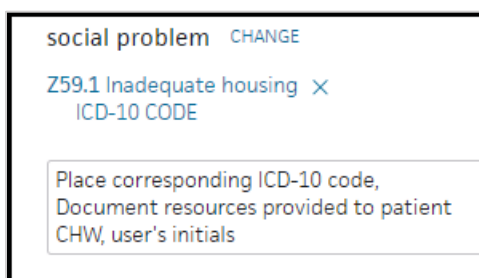 social problem CHANGE
Z59.1 Inadequate housing ×
ICD-10 CODE
Place corresponding ICD-10 code,
Document resources provided to patient
CHW, user's initials